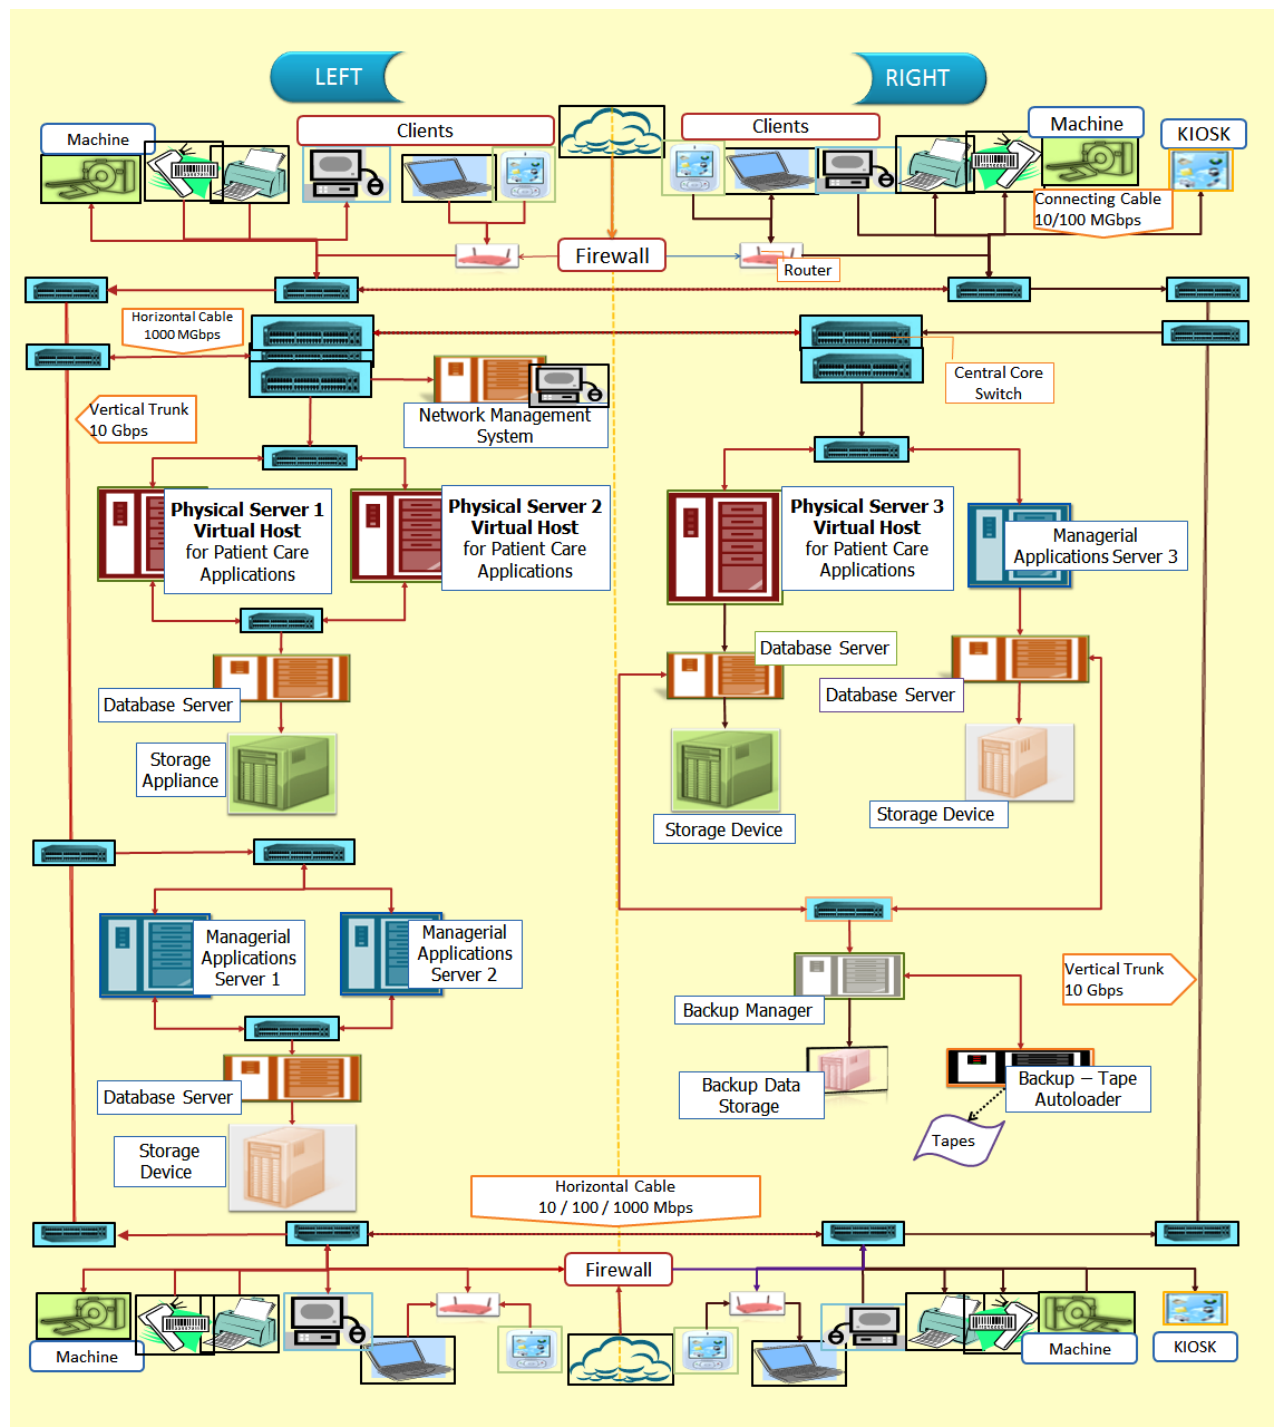 LEFT
RIGHT
Machine
Clients
Clients
Machine
KIOSK
Connecting Cable
10/100 MGbps
Firewall
Router
Horizontal Cable
1000 MGbps
Central Core
Switch
Vertical Trunk
10 Gbps
Network Management
System
Physical Server 1
Virtual Host
for Patient Care
Applications
Physical Server 2
Virtual Host
for Patient Care
Applications
Physical Server 3
Virtual Host
for Patient Care
Applications
Managerial
Applications Server 3
Database Server
Database Server
Database Server
Storage
Appliance
Storage Device
Storage Device
Managerial
Applications
Server 1
Managerial
Applications
Server 2
Vertical Trunk
10 Gbps
Backup Manager
Database Server
Backup Data
Storage
Backup – Tape
Autoloader
Tapes
Storage
Device
Horizontal Cable
10 / 100 / 1000 Mbps
Firewall
Machine
Machine
KIOSK